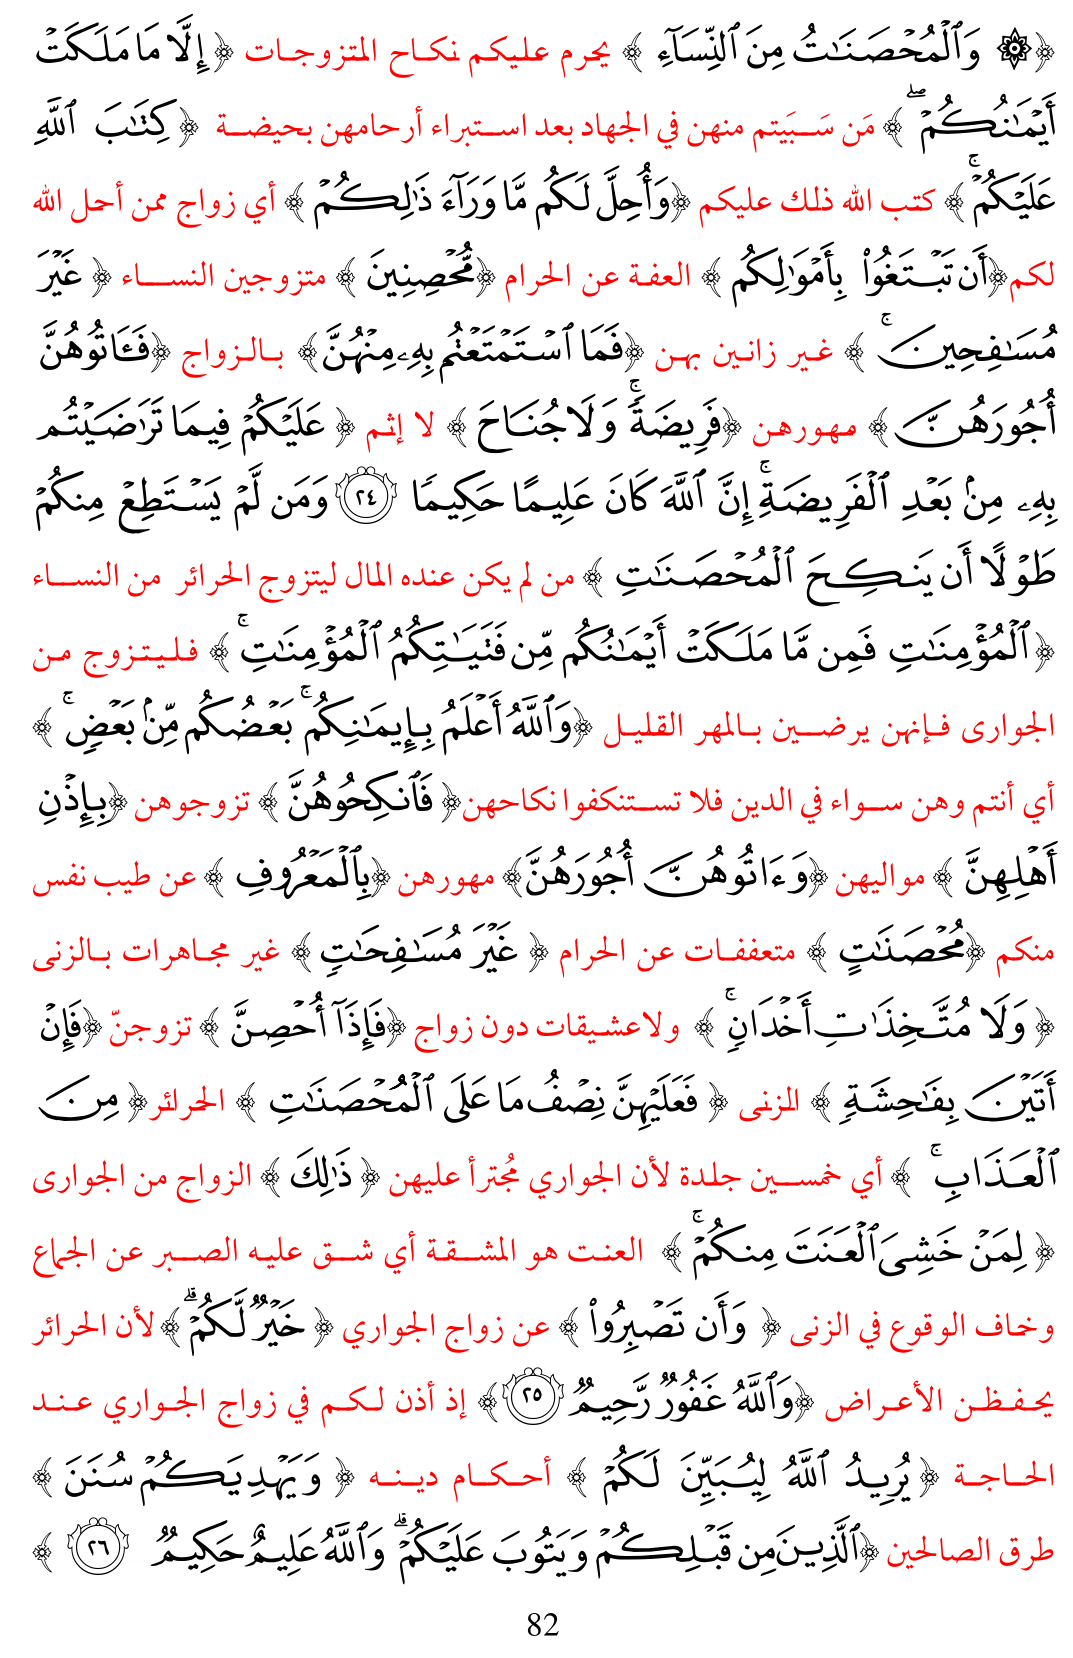 ﴿۞ وَٱلۡمُحۡصَنَٰتُ مِنَ ٱلنِّسَآءِ ﴾ يحرم عليكم نكاح المتزوجات ﴿ إِلَّا مَا مَلَكَتۡ
أَيۡمَٰنُكُمۡۖ ﴾ مَن سَبَيتم منهن في الجهاد بعد استبراء أرحامهن بحيضة ﴿ كِتَٰبَ ٱللَّهِ
عَلَيۡكُمۡۚ ﴾ كتب الله ذلك عليكم ﴿وَأُحِلَّ لَكُم مَّا وَرَآءَ ذَٰلِكُمۡ ﴾ أي زواج ممن أحل الله
لكم﴿أَن تَبۡتَغُواْ بِأَمۡوَٰلِكُم ﴾ العفة عن الحرام ﴿مُّحۡصِنِينَ ﴾ متزوجين النساء ﴿ غَيۡرَ
مُسَٰفِحِينَۚ ﴾ غير زانين بهن ﴿فَمَا ٱسۡتَمۡتَعۡتُم بِهِۦ مِنۡهُنَّ﴾ بالزواج ﴿فَـَٔاتُوهُنَّ
أُجُورَهُنَّ﴾ مهورهن ﴿فَرِيضَةٗۚ وَلَا جُنَاحَ ﴾ لا إثم ﴿ عَلَيۡكُمۡ فِيمَا تَرَٰضَيۡتُم
بِهِۦ مِنۢ بَعۡدِ ٱلۡفَرِيضَةِۚ إِنَّ ٱللَّهَ كَانَ عَلِيمًا حَكِيمٗا ٢٤ وَمَن لَّمۡ يَسۡتَطِعۡ مِنكُمۡ
طَوۡلًا أَن يَنكِحَ ٱلۡمُحۡصَنَٰتِ ﴾ من لم يكن عنده المال ليتزوج الحرائر من النساء
﴿ ٱلۡمُؤۡمِنَٰتِ فَمِن مَّا مَلَكَتۡ أَيۡمَٰنُكُم مِّن فَتَيَٰتِكُمُ ٱلۡمُؤۡمِنَٰتِۚ ﴾ فليتزوج من
الجوارى فإنهن يرضين بالمهر القليل ﴿وَٱللَّهُ أَعۡلَمُ بِإِيمَٰنِكُمۚ بَعۡضُكُم مِّنۢ بَعۡضٖۚ ﴾
أي أنتم وهن سواء في الدين فلا تستنكفوا نكاحهن﴿ فَٱنكِحُوهُنَّ ﴾ تزوجوهن ﴿بِإِذۡنِ
أَهۡلِهِنَّ ﴾ مواليهن ﴿وَءَاتُوهُنَّ أُجُورَهُنَّ﴾ مهورهن ﴿بِٱلۡمَعۡرُوفِ ﴾ عن طيب نفس
منكم ﴿مُحۡصَنَٰتٍ ﴾ متعففات عن الحرام ﴿ غَيۡرَ مُسَٰفِحَٰتٖ ﴾ غير مجاهرات بالزنى
﴿ وَلَا مُتَّخِذَٰتِ أَخۡدَانٖۚ ﴾ ولاعشيقات دون زواج ﴿فَإِذَآ أُحۡصِنَّ ﴾ تزوجنّ ﴿فَإِنۡ
أَتَيۡنَ بِفَٰحِشَةٖ ﴾ الزنى ﴿ فَعَلَيۡهِنَّ نِصۡفُ مَا عَلَى ٱلۡمُحۡصَنَٰتِ ﴾ الحرائر﴿ مِنَ
ٱلۡعَذَابِۚ ﴾ أي خمسين جلدة لأن الجواري مُجترأ عليهن ﴿ ذَٰلِكَ ﴾ الزواج من الجوارى
﴿ لِمَنۡ خَشِيَ ٱلۡعَنَتَ مِنكُمۡۚ ﴾ العنت هو المشقة أي شق عليه الصبر عن الجماع
وخاف الوقوع في الزنى ﴿ وَأَن تَصۡبِرُواْ ﴾ عن زواج الجواري ﴿ خَيۡرٞ لَّكُمۡۗ ﴾ لأن الحرائر
يحفظن الأعراض ﴿وَٱللَّهُ غَفُورٞ رَّحِيمٞ ٢٥﴾ إذ أذن لكم في زواج الجواري عند
الحاجة ﴿ يُرِيدُ ٱللَّهُ لِيُبَيِّنَ لَكُمۡ ﴾ أحكام دينه ﴿ وَيَهۡدِيَكُمۡ سُنَنَ ﴾
طرق الصالحين ﴿ٱلَّذِينَ مِن قَبۡلِكُمۡ وَيَتُوبَ عَلَيۡكُمۡۗ وَٱللَّهُ عَلِيمٌ حَكِيمٞ ٢٦ ﴾
82